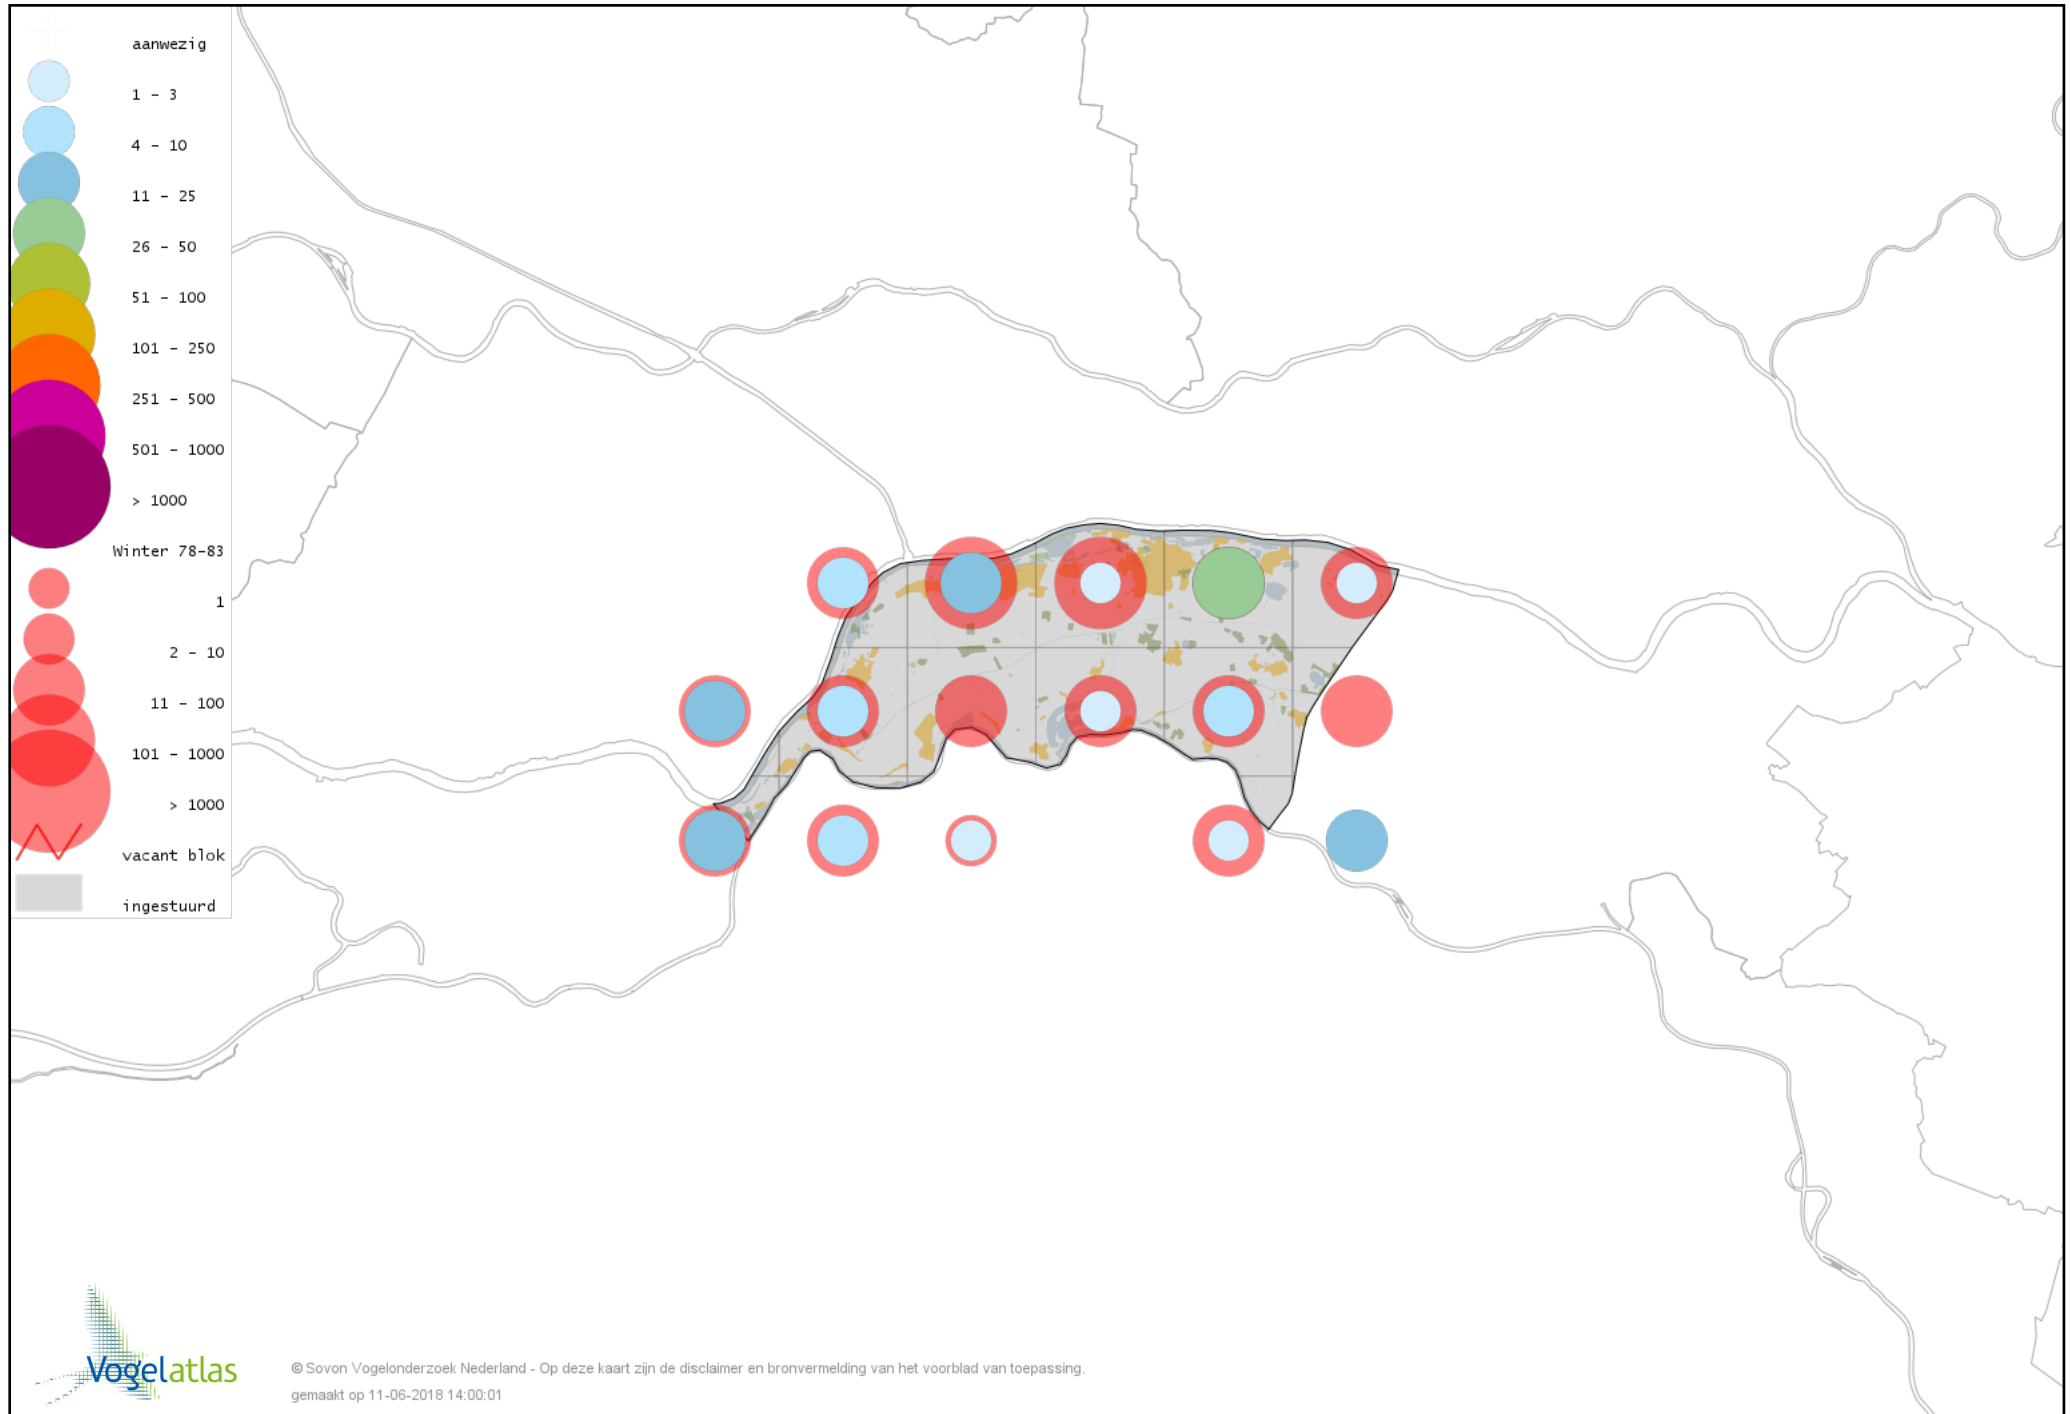 aanwezig
1 - 3
4 - 10
11 - 25
26 - 50
51 - 100
101 - 250
251 - 500
501 - 1000
> 1000
Winter 78-83
1
2 - 10
11 - 100
101 - 1000
> 1000
vacant blok
ingestuurd
Vogelatlas
© Sovon Vogelonderzoek Nederland - Op deze kaart zijn de disclaimer en bronvermelding van het voorblad van toepassing.
gemaakt op 11-06-2018 14:00:01